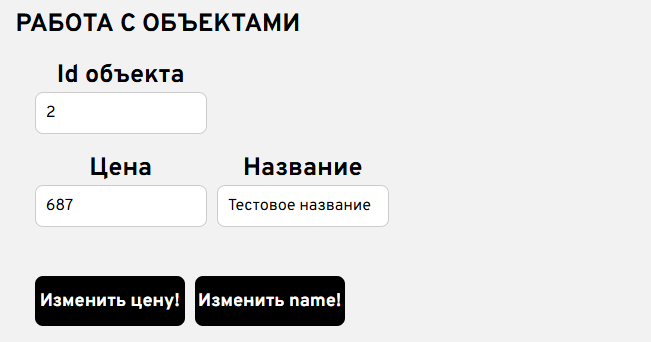 РАБОТА С ОБЪЕКТАМИ
Id объекта
2
Цена Название
687 Тестовое название
Изменить цену! Изменить name!